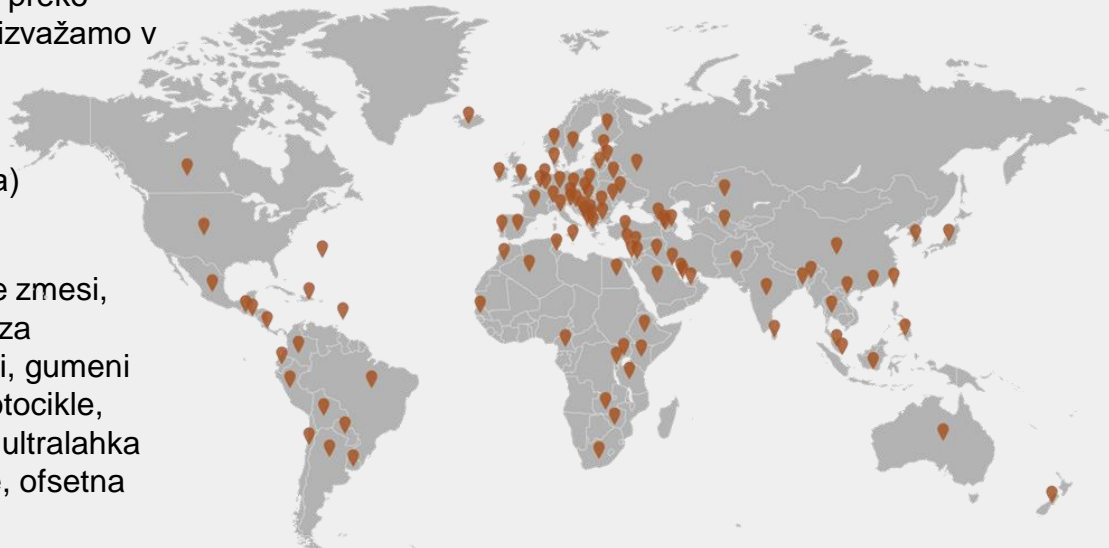 preko
izvažamo v
a)
e zmesi,
za
i, gumeni
otocikle,
ultralahka
e, ofsetna